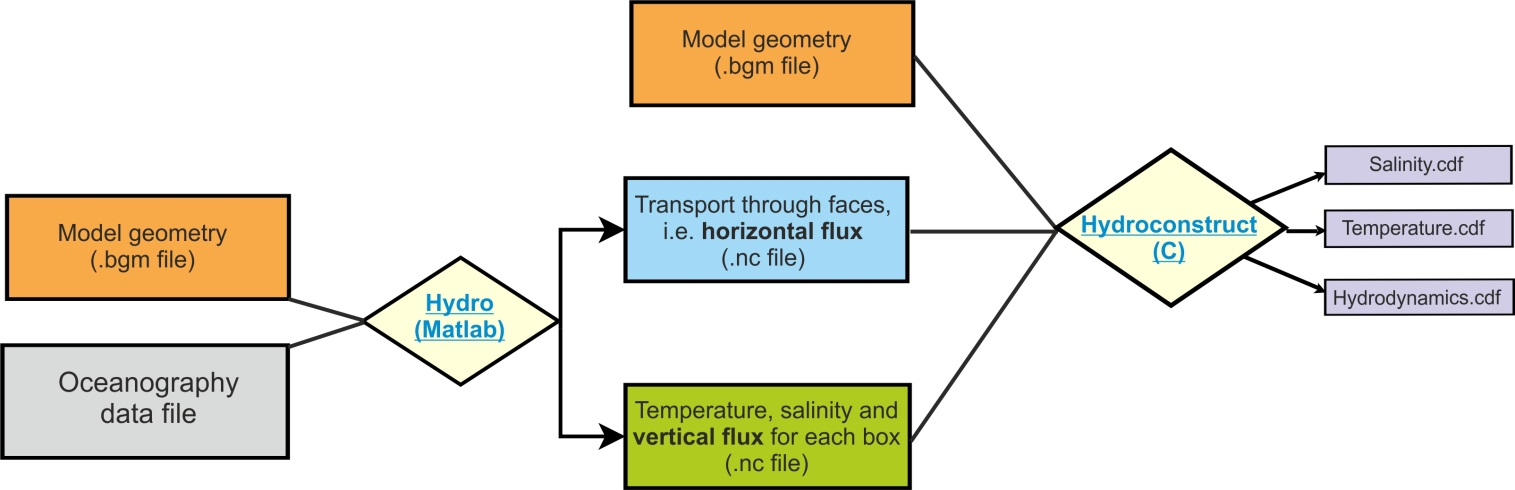 Model geometry
(.bgm file)
Oceanography
data file
Hydro
(Matlab)
Model geometry
(.bgm file)
Transport through faces,
i.e. horizontal flux
(.nc file)
Temperature, salinity and
vertical flux for each box
(.nc file)
Hydroconstruct
(C)
Salinity.cdf
Temperature.cdf
Hydrodynamics.cdf